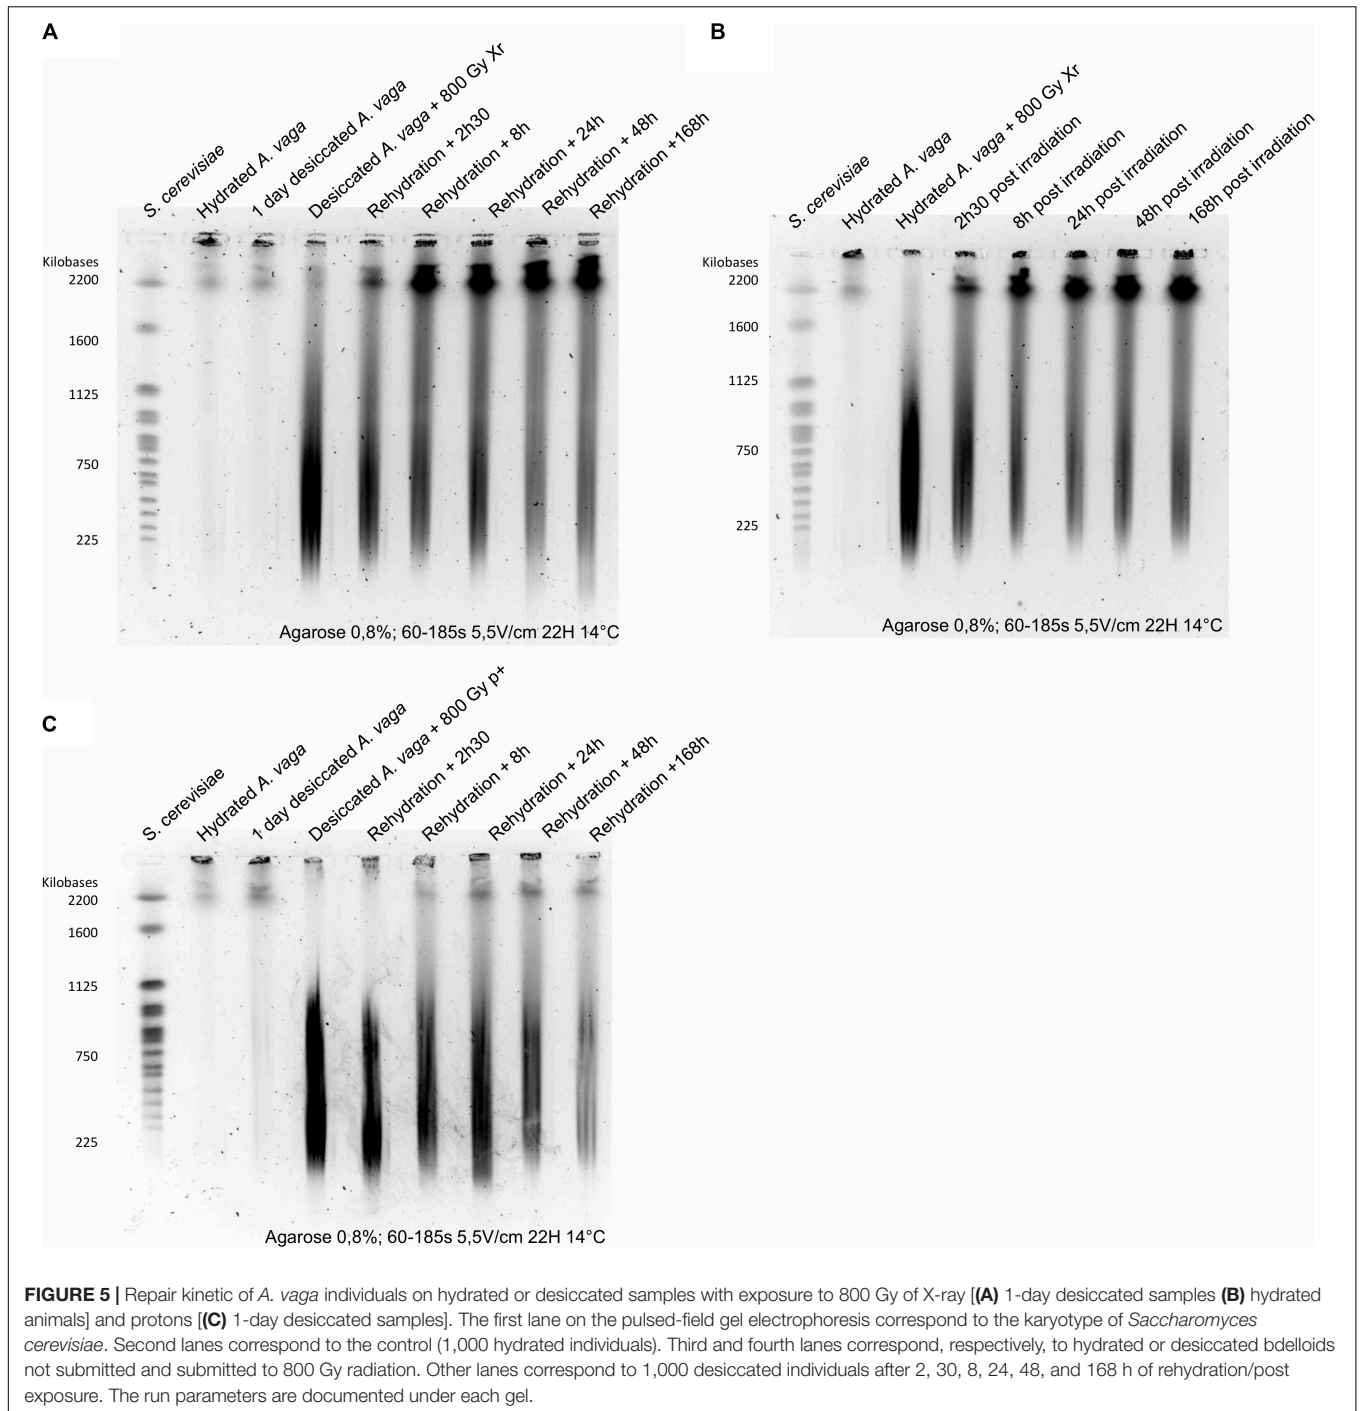 A
S. cerevisiae
Hydrated A. vaga
1 day desiccated A. vaga
Desiccated A. vaga + 800 Gy Xr
Rehydration + 2h30
Rehydration + 8h
Rehydration + 24h
Rehydration + 48h
Rehydration +168h
Kilobases
2200
1600
1125
750
225
Agarose 0,8%; 60-185s 5,5V/cm 22H 14°C
B
S. cerevisiae
Hydrated A. vaga
Hydrated A. vaga + 800 Gy Xr
2h30 post irradiation
8h post irradiation
24h post irradiation
48h post irradiation
168h post irradiation
Kilobases
2200
1600
1125
750
225
Agarose 0,8%; 60-185s 5,5V/cm 22H 14°C
C
S. cerevisiae
Hydrated A. vaga
1 day desiccated A. vaga
Desiccated A. vaga + 800 Gy p+
Rehydration + 2h30
Rehydration + 8h
Rehydration + 24h
Rehydration + 48h
Rehydration +168h
Kilobases
2200
1600
1125
750
225
Agarose 0,8%; 60-185s 5,5V/cm 22H 14°C
FIGURE 5 | Repair kinetic of A. vaga individuals on hydrated or desiccated samples with exposure to 800 Gy of X-ray [(A) 1-day desiccated samples (B) hydrated
animals] and protons [(C) 1-day desiccated samples]. The first lane on the pulsed-field gel electrophoresis correspond to the karyotype of Saccharomyces
cerevisiae. Second lanes correspond to the control (1,000 hydrated individuals). Third and fourth lanes correspond, respectively, to hydrated or desiccated bdelloids
not submitted and submitted to 800 Gy radiation. Other lanes correspond to 1,000 desiccated individuals after 2, 30, 8, 24, 48, and 168 h of rehydration/post
exposure. The run parameters are documented under each gel.